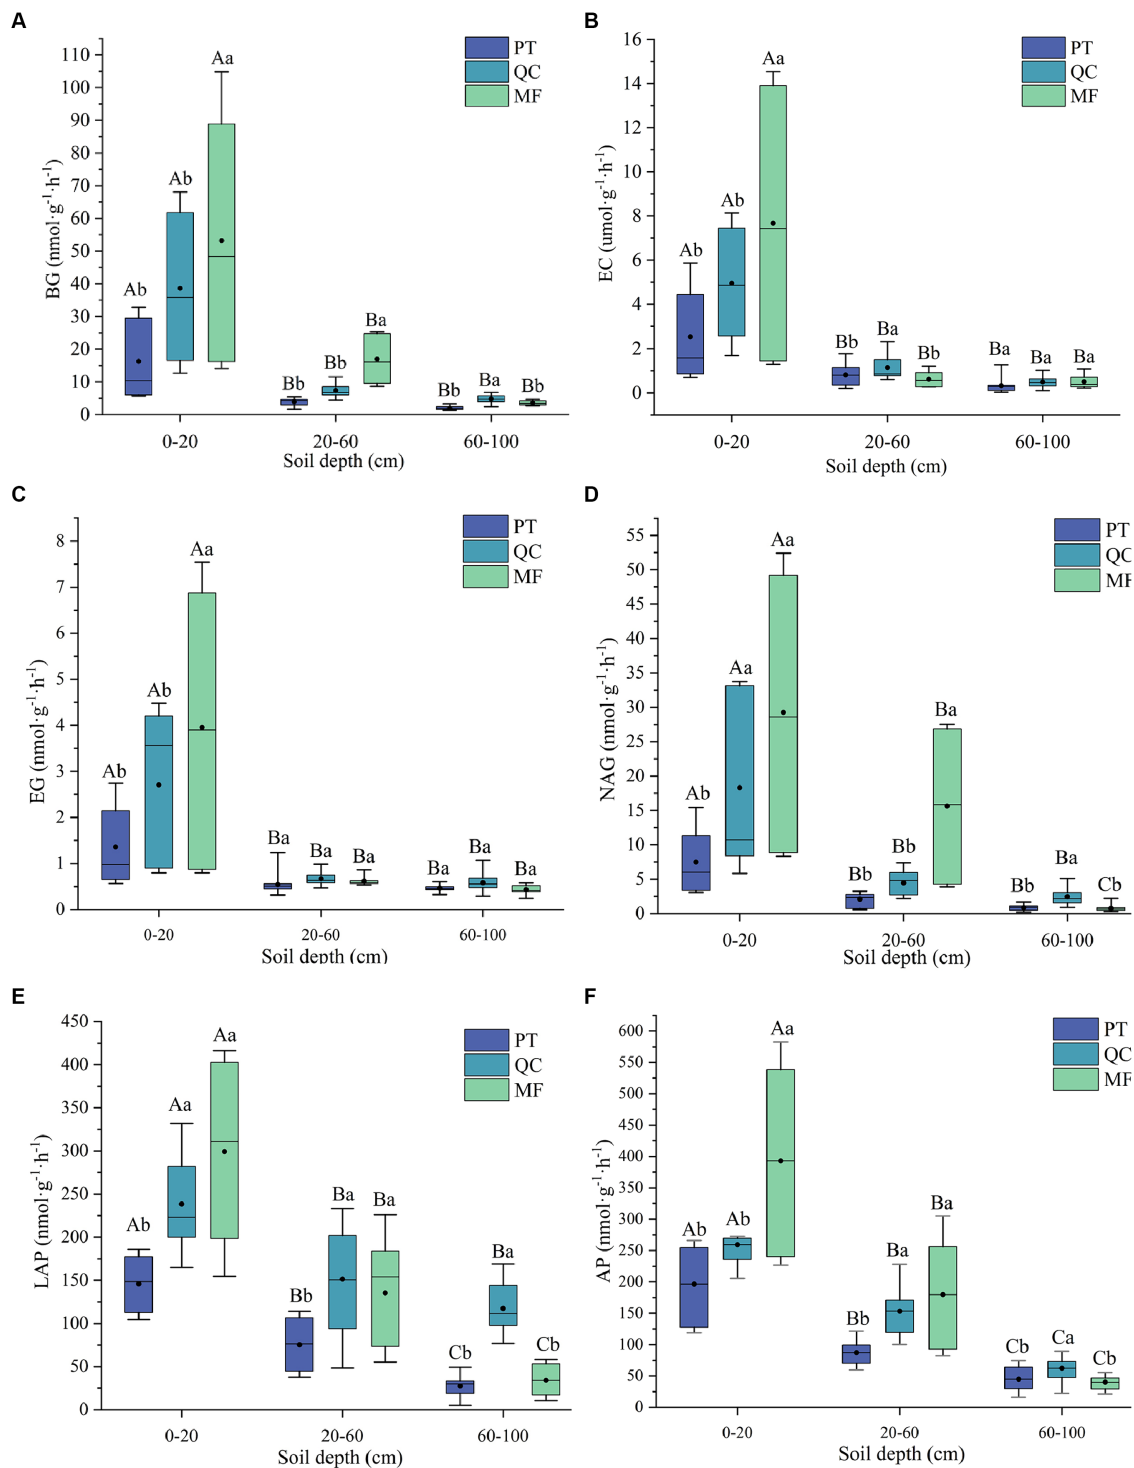 A
BG (nmol·g⁻¹·h⁻¹)
110
100
90
80
70
60
50
40
30
20
10
0
PT
QC
MF
Ab
Ab
Aa
Bb
Bb
Ba
Bb
Ba
Bb
0-20
20-60
60-100
Soil depth (cm)
B
EC (umol·g⁻¹·h⁻¹)
16
14
12
10
8
6
4
2
0
PT
QC
MF
Ab
Ab
Aa
Bb
Ba
Bb
Ba
Ba
Ba
0-20
20-60
60-100
Soil depth (cm)
C
EG (nmol·g⁻¹·h⁻¹)
8
7
6
5
4
3
2
1
0
PT
QC
MF
Ab
Ab
Aa
Ba
Ba
Ba
Ba
Ba
Ba
0-20
20-60
60-100
Soil depth (cm)
D
NAG (nmol·g⁻¹·h⁻¹)
55
50
45
40
35
30
25
20
15
10
5
0
PT
QC
MF
Ab
Aa
Aa
Bb
Bb
Ba
Bb
Ba
Cb
0-20
20-60
60-100
Soil depth (cm)
E
LAP (nmol·g⁻¹·h⁻¹)
450
400
350
300
250
200
150
100
50
0
PT
QC
MF
Ab
Aa
Aa
Bb
Ba
Ba
Cb
Ba
Cb
0-20
20-60
60-100
Soil depth (cm)
F
AP (nmol·g⁻¹·h⁻¹)
600
550
500
450
400
350
300
250
200
150
100
50
0
PT
QC
MF
Ab
Ab
Aa
Bb
Ba
Ba
Cb
Ca
Cb
0-20
20-60
60-100
Soil depth (cm)